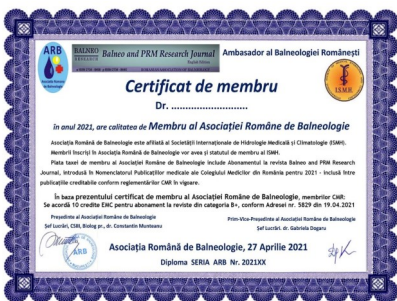 ARB
Asociația Română
de Balneologie
BALNEO
RESEARCH
Balneo and PRM Research Journal
Ambasador al Balneologiei Românești
I.S.M.H.
Certificat de membru
Dr. ............................
în anul 2021, are calitatea de Membru al Asociației Române de Balneologie
Asociația Română de Balneologie este afiliată la Societății Internaționale de Hidrologie Medicală și Climatologie (ISMH).
Membrii înscriși în Asociația Română de Balneologie vor avea și statutul de membru al ISMH.
Plata taxei de membru al Asociației Române de Balneologie include Abonamentul la revista Balneo and PRM Research
Journal, introdusă în Nomenclatorul Publicațiilor medicale ale Colegiului Medicilor din România pentru 2021 - inclusă între
publicațiile creditabile conform reglementărilor CMR în vigoare.
În baza prezentului certificat de membru al Asociației Române de Balneologie, membrilor CMR:
Se acordă 10 credite EMC pentru abonament la reviste din categoria B+, conform Adresei nr. 5829 din 19.04.2021
Președinte al Asociației Române de Balneologie
Prim-Vice-Președinte al Asociației Române de Balneologie
Șef Lucrări, CSIII, Biolog pr., dr. Constantin Munteanu
Șef Lucrări. dr. Gabriela Dogaru
ARB
Asociația Română de Balneologie, 27 Aprilie 2021
Diploma SERIA ARB Nr. 2021XX